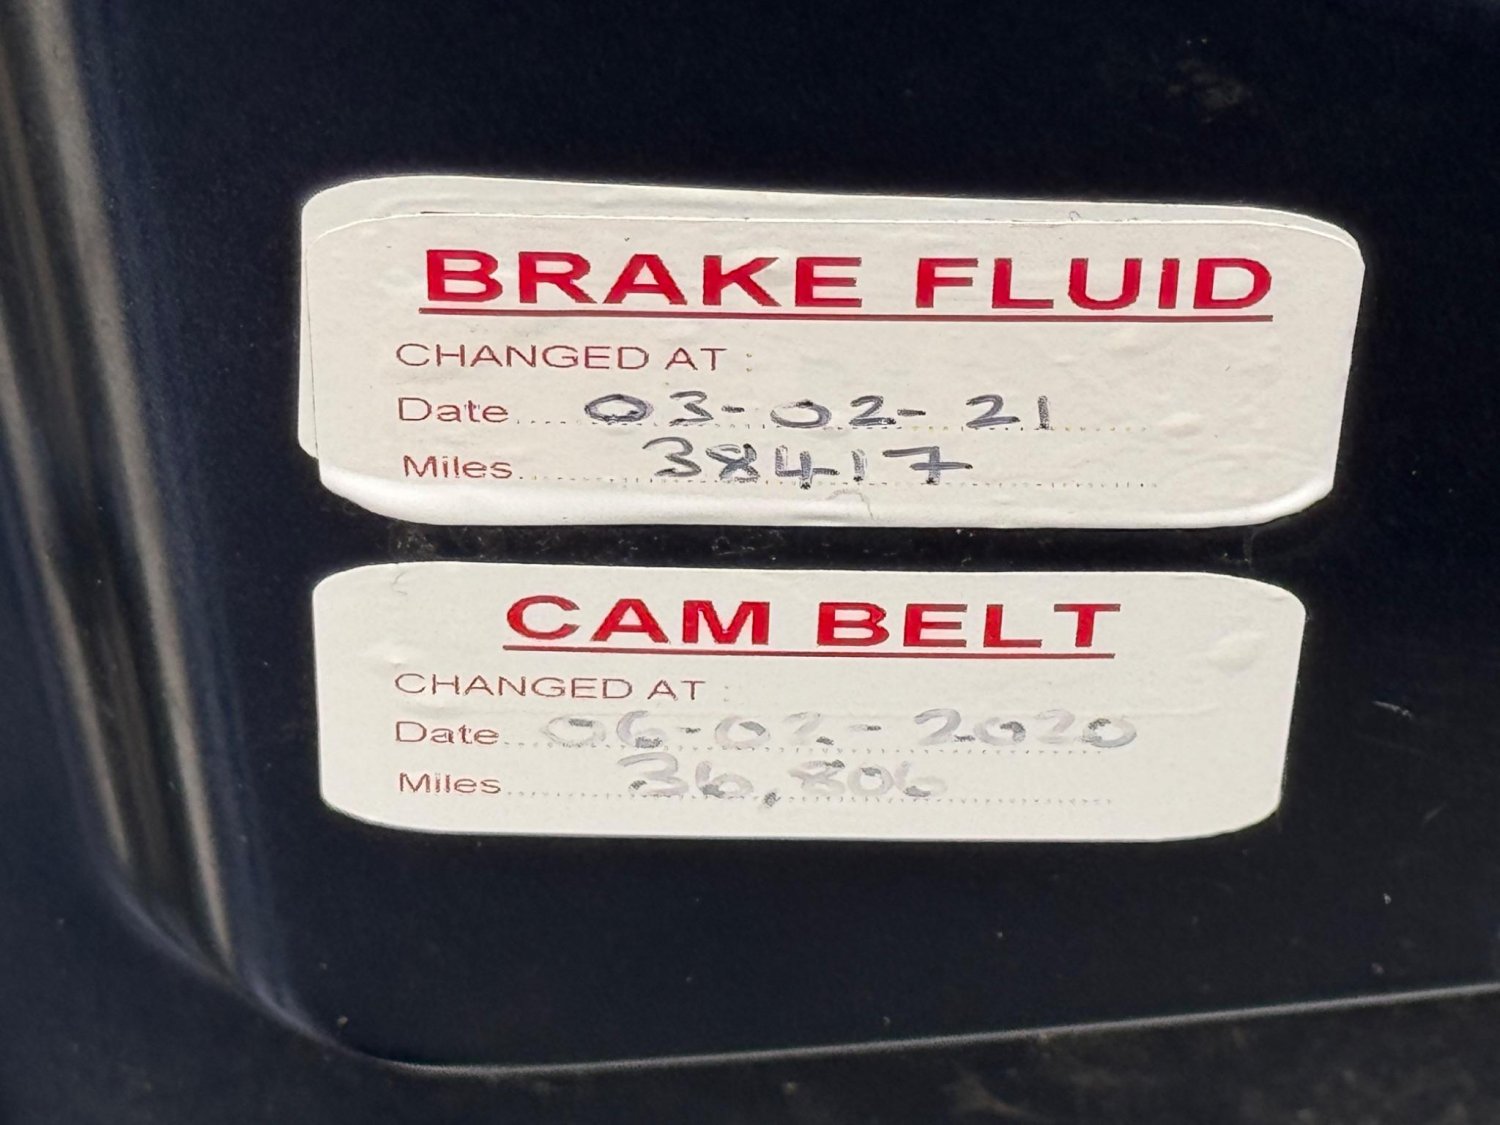 BRAKE FLUID
CHANGED AT :
Date 03-02-21
Miles 38417
CAM BELT
CHANGED AT :
Date 06-02-2020
Miles 36,806